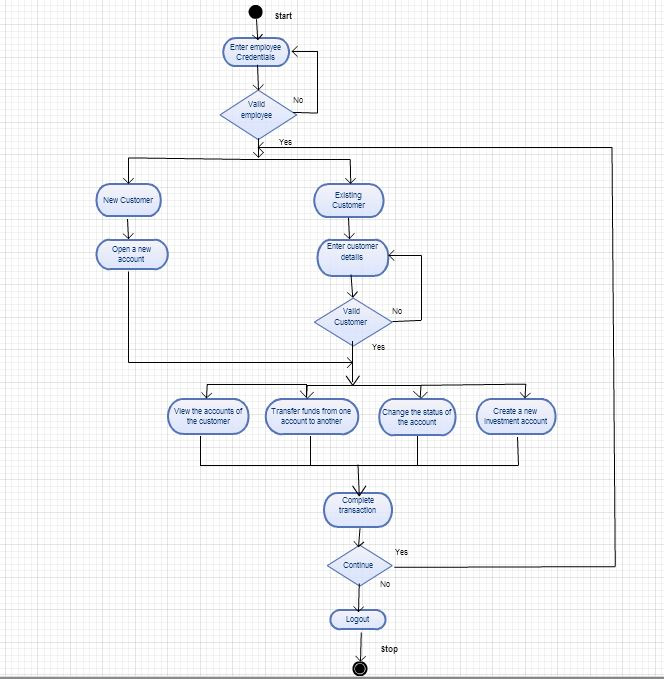 Start
Enter employee
Credentials
No
Valid
employee
Yes
New Customer
Existing
Customer
Open a new
account
Enter customer
details
No
Valid
Customer
Yes
View the accounts of
the customer
Transfer funds from one
account to another
Change the status of
the account
Create a new
investment account
Complete
transaction
Yes
Continue
No
Logout
Stop